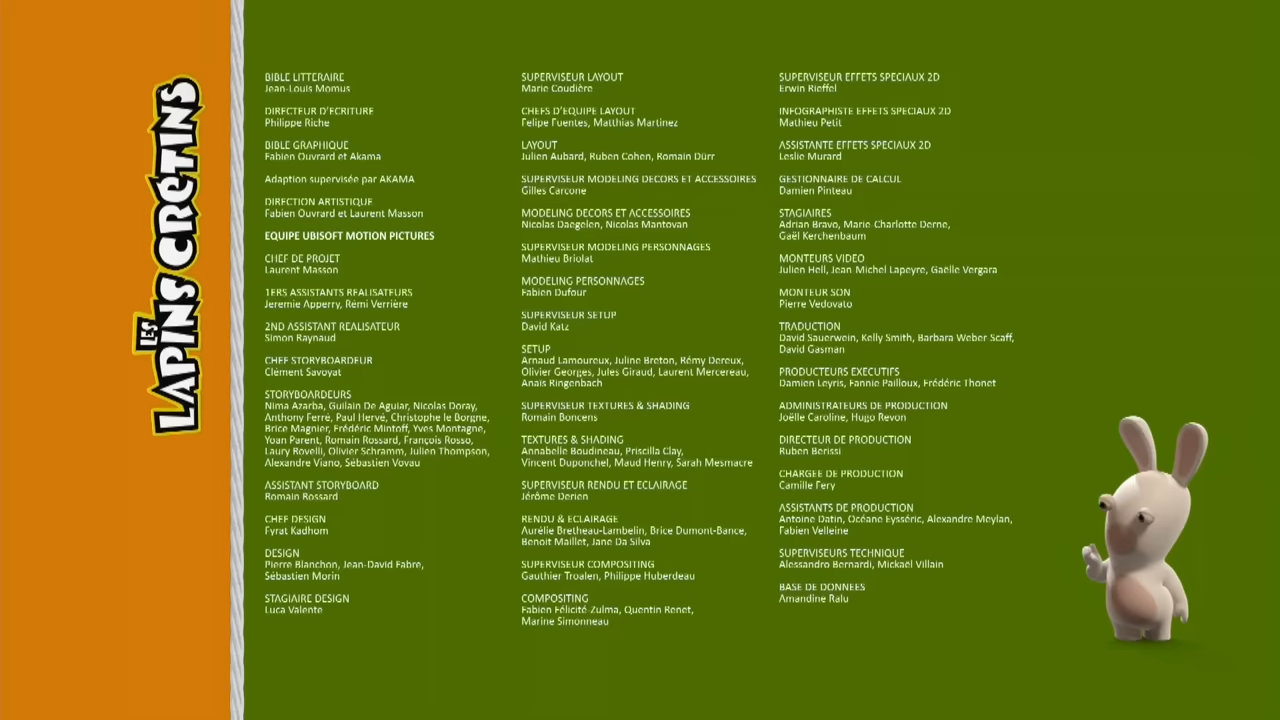 LES
LAPINS CRÉTINS
BIBLE LITTERAIRE
Jean-Louis Momus
DIRECTEUR D'ECRITURE
Philippe Riche
BIBLE GRAPHIQUE
Fabien Ouvrard et Akama
Adaption supervisée par AKAMA
DIRECTION ARTISTIQUE
Fabien Ouvrard et Laurent Masson
EQUIPE UBISOFT MOTION PICTURES
CHEF DE PROJET
Laurent Masson
1ERS ASSISTANTS REALISATEURS
Jeremie Apperry, Rémi Verrière
2ND ASSISTANT REALISATEUR
Simon Raynaud
CHEF STORYBOARDEUR
Clément Savoyat
STORYBOARDEURS
Nima Azarba, Guilain De Aguiar, Nicolas Doray,
Anthony Ferré, Paul Hervé, Christophe le Borgne,
Brice Magnier, Frédéric Mintoff, Yves Montagne,
Yoan Parent, Romain Rossard, François Rosso,
Laury Rovelli, Olivier Schramm, Julien Thompson,
Alexandre Viano, Sébastien Vovau
ASSISTANT STORYBOARD
Romain Rossard
CHEF DESIGN
Fyrat Kadhom
DESIGN
Pierre Blanchon, Jean-David Fabre,
Sébastien Morin
STAGIAIRE DESIGN
Luca Valente
SUPERVISEUR LAYOUT
Marie Coudière
CHEFS D'EQUIPE LAYOUT
Felipe Fuentes, Matthias Martinez
LAYOUT
Julien Aubard, Ruben Cohen, Romain Dürr
SUPERVISEUR MODELING DECORS ET ACCESSOIRES
Gilles Carcone
MODELING DECORS ET ACCESSOIRES
Nicolas Daegelen, Nicolas Mantovan
SUPERVISEUR MODELING PERSONNAGES
Mathieu Briolat
MODELING PERSONNAGES
Fabien Dufour
SUPERVISEUR SETUP
David Katz
SETUP
Arnaud Lamoureux, Juline Breton, Rémy Dereux,
Olivier Georges, Jules Giraud, Laurent Mercereau,
Anaïs Ringenbach
SUPERVISEUR TEXTURES & SHADING
Romain Boncens
TEXTURES & SHADING
Annabelle Boudineau, Priscilla Clay,
Vincent Duponchel, Maud Henry, Sarah Mesmacre
SUPERVISEUR RENDU ET ECLAIRAGE
Jérôme Derien
RENDU & ECLAIRAGE
Aurélie Bretheau-Lambelin, Brice Dumont-Bance,
Benoit Maillet, Jane Da Silva
SUPERVISEUR COMPOSITING
Gauthier Troalen, Philippe Huberdeau
COMPOSITING
Fabien Félicité-Zulma, Quentin Renet,
Marine Simonneau
SUPERVISEUR EFFETS SPECIAUX 2D
Erwin Rieffel
INFOGRAPHISTE EFFETS SPECIAUX 2D
Mathieu Petit
ASSISTANTE EFFETS SPECIAUX 2D
Leslie Murard
GESTIONNAIRE DE CALCUL
Damien Pinteau
STAGIAIRES
Adrian Bravo, Marie-Charlotte Derne,
Gaël Kerchenbaum
MONTEURS VIDEO
Julien Hell, Jean-Michel Lapeyre, Gaëlle Vergara
MONTEUR SON
Pierre Vedovato
TRADUCTION
David Sauerwein, Kelly Smith, Barbara Weber-Scaff,
David Gasman
PRODUCTEURS EXECUTIFS
Damien Leyris, Fannie Pailloux, Frédéric Thonet
ADMINISTRATEURS DE PRODUCTION
Joëlle Caroline, Hugo Revon
DIRECTEUR DE PRODUCTION
Ruben Berissi
CHARGEE DE PRODUCTION
Camille Fery
ASSISTANTS DE PRODUCTION
Antoine Datin, Océane Eysséric, Alexandre Meylan,
Fabien Velleine
SUPERVISEURS TECHNIQUE
Alessandro Bernardi, Mickaël Villain
BASE DE DONNEES
Amandine Ralu